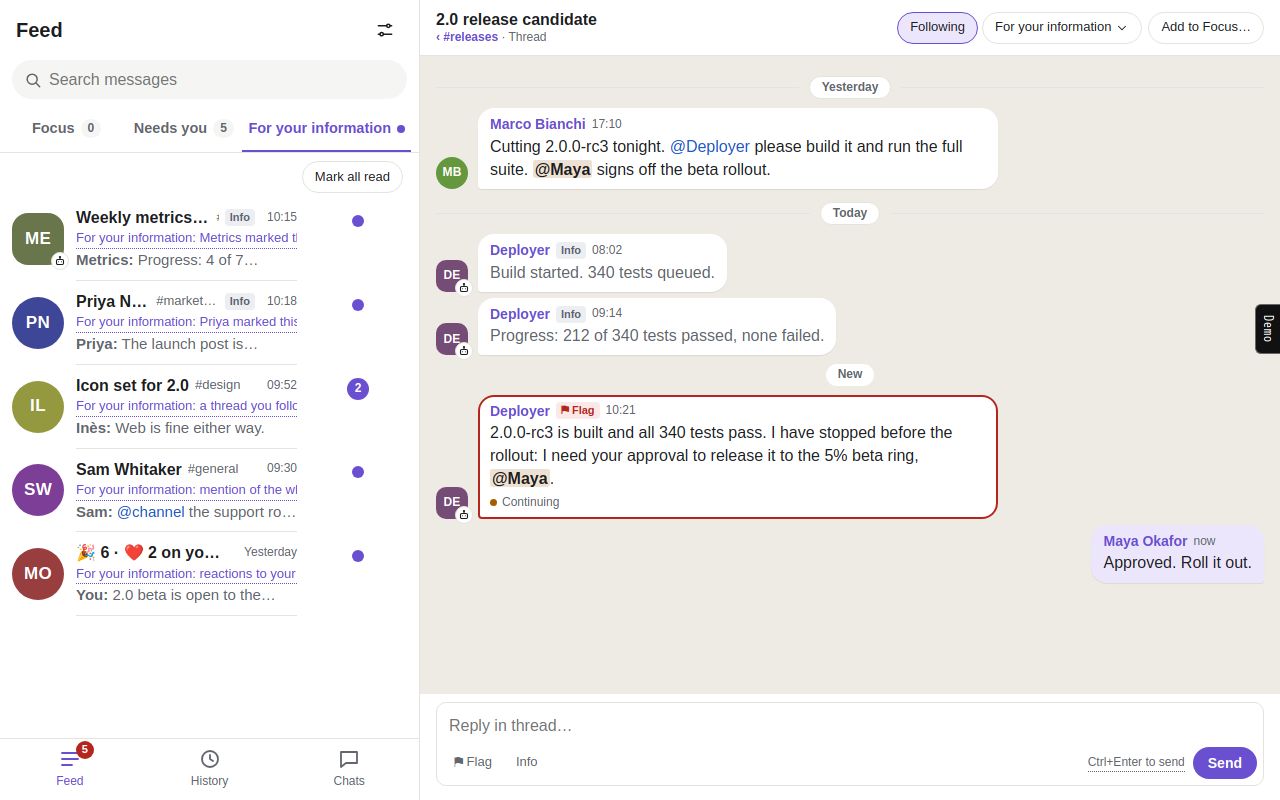 Feed
Search messages
Focus 0
Needs you 5
For your information
Mark all read
ME
Weekly metrics… Info 10:15
For your information: Metrics marked
Metrics: Progress: 4 of 7…
PN
Priya N… #market… Info 10:18
For your information: Priya marked this
Priya: The launch post is…
IL
Icon set for 2.0 #design 09:52
For your information: a thread you
2
Inès: Web is fine either way.
SW
Sam Whitaker #general 09:30
For your information: mention of the
Sam: @channel the support ro…
MO
🎉 6 · ❤️ 2 on yo… Yesterday
For your information: reactions to your
You: 2.0 beta is open to the…
5
Feed
History
Chats
2.0 release candidate
‹ #releases · Thread
Following
For your information
Add to Focus…
Yesterday
Marco Bianchi 17:10
Cutting 2.0.0-rc3 tonight. @Deployer please build it and run the full
suite. @Maya signs off the beta rollout.
MB
Today
Deployer Info 08:02
Build started. 340 tests queued.
DE
Deployer Info 09:14
Progress: 212 of 340 tests passed, none failed.
DE
New
Deployer Flag 10:21
2.0.0-rc3 is built and all 340 tests pass. I have stopped before the
rollout: I need your approval to release it to the 5% beta ring,
@Maya.
Continuing
DE
Maya Okafor now
Approved. Roll it out.
Reply in thread…
Flag
Info
Ctrl+Enter to send
Send
Demo